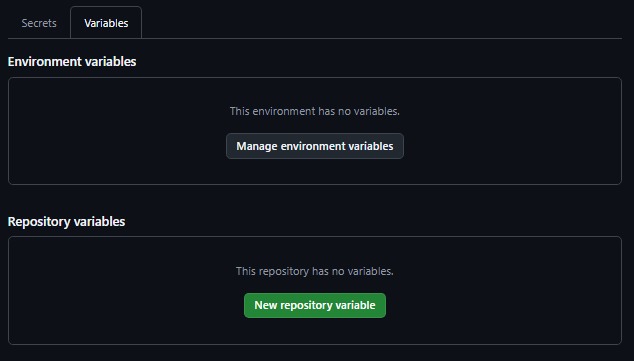 Secrets
Variables
Environment variables
This environment has no variables.
Manage environment variables
Repository variables
This repository has no variables.
New repository variable